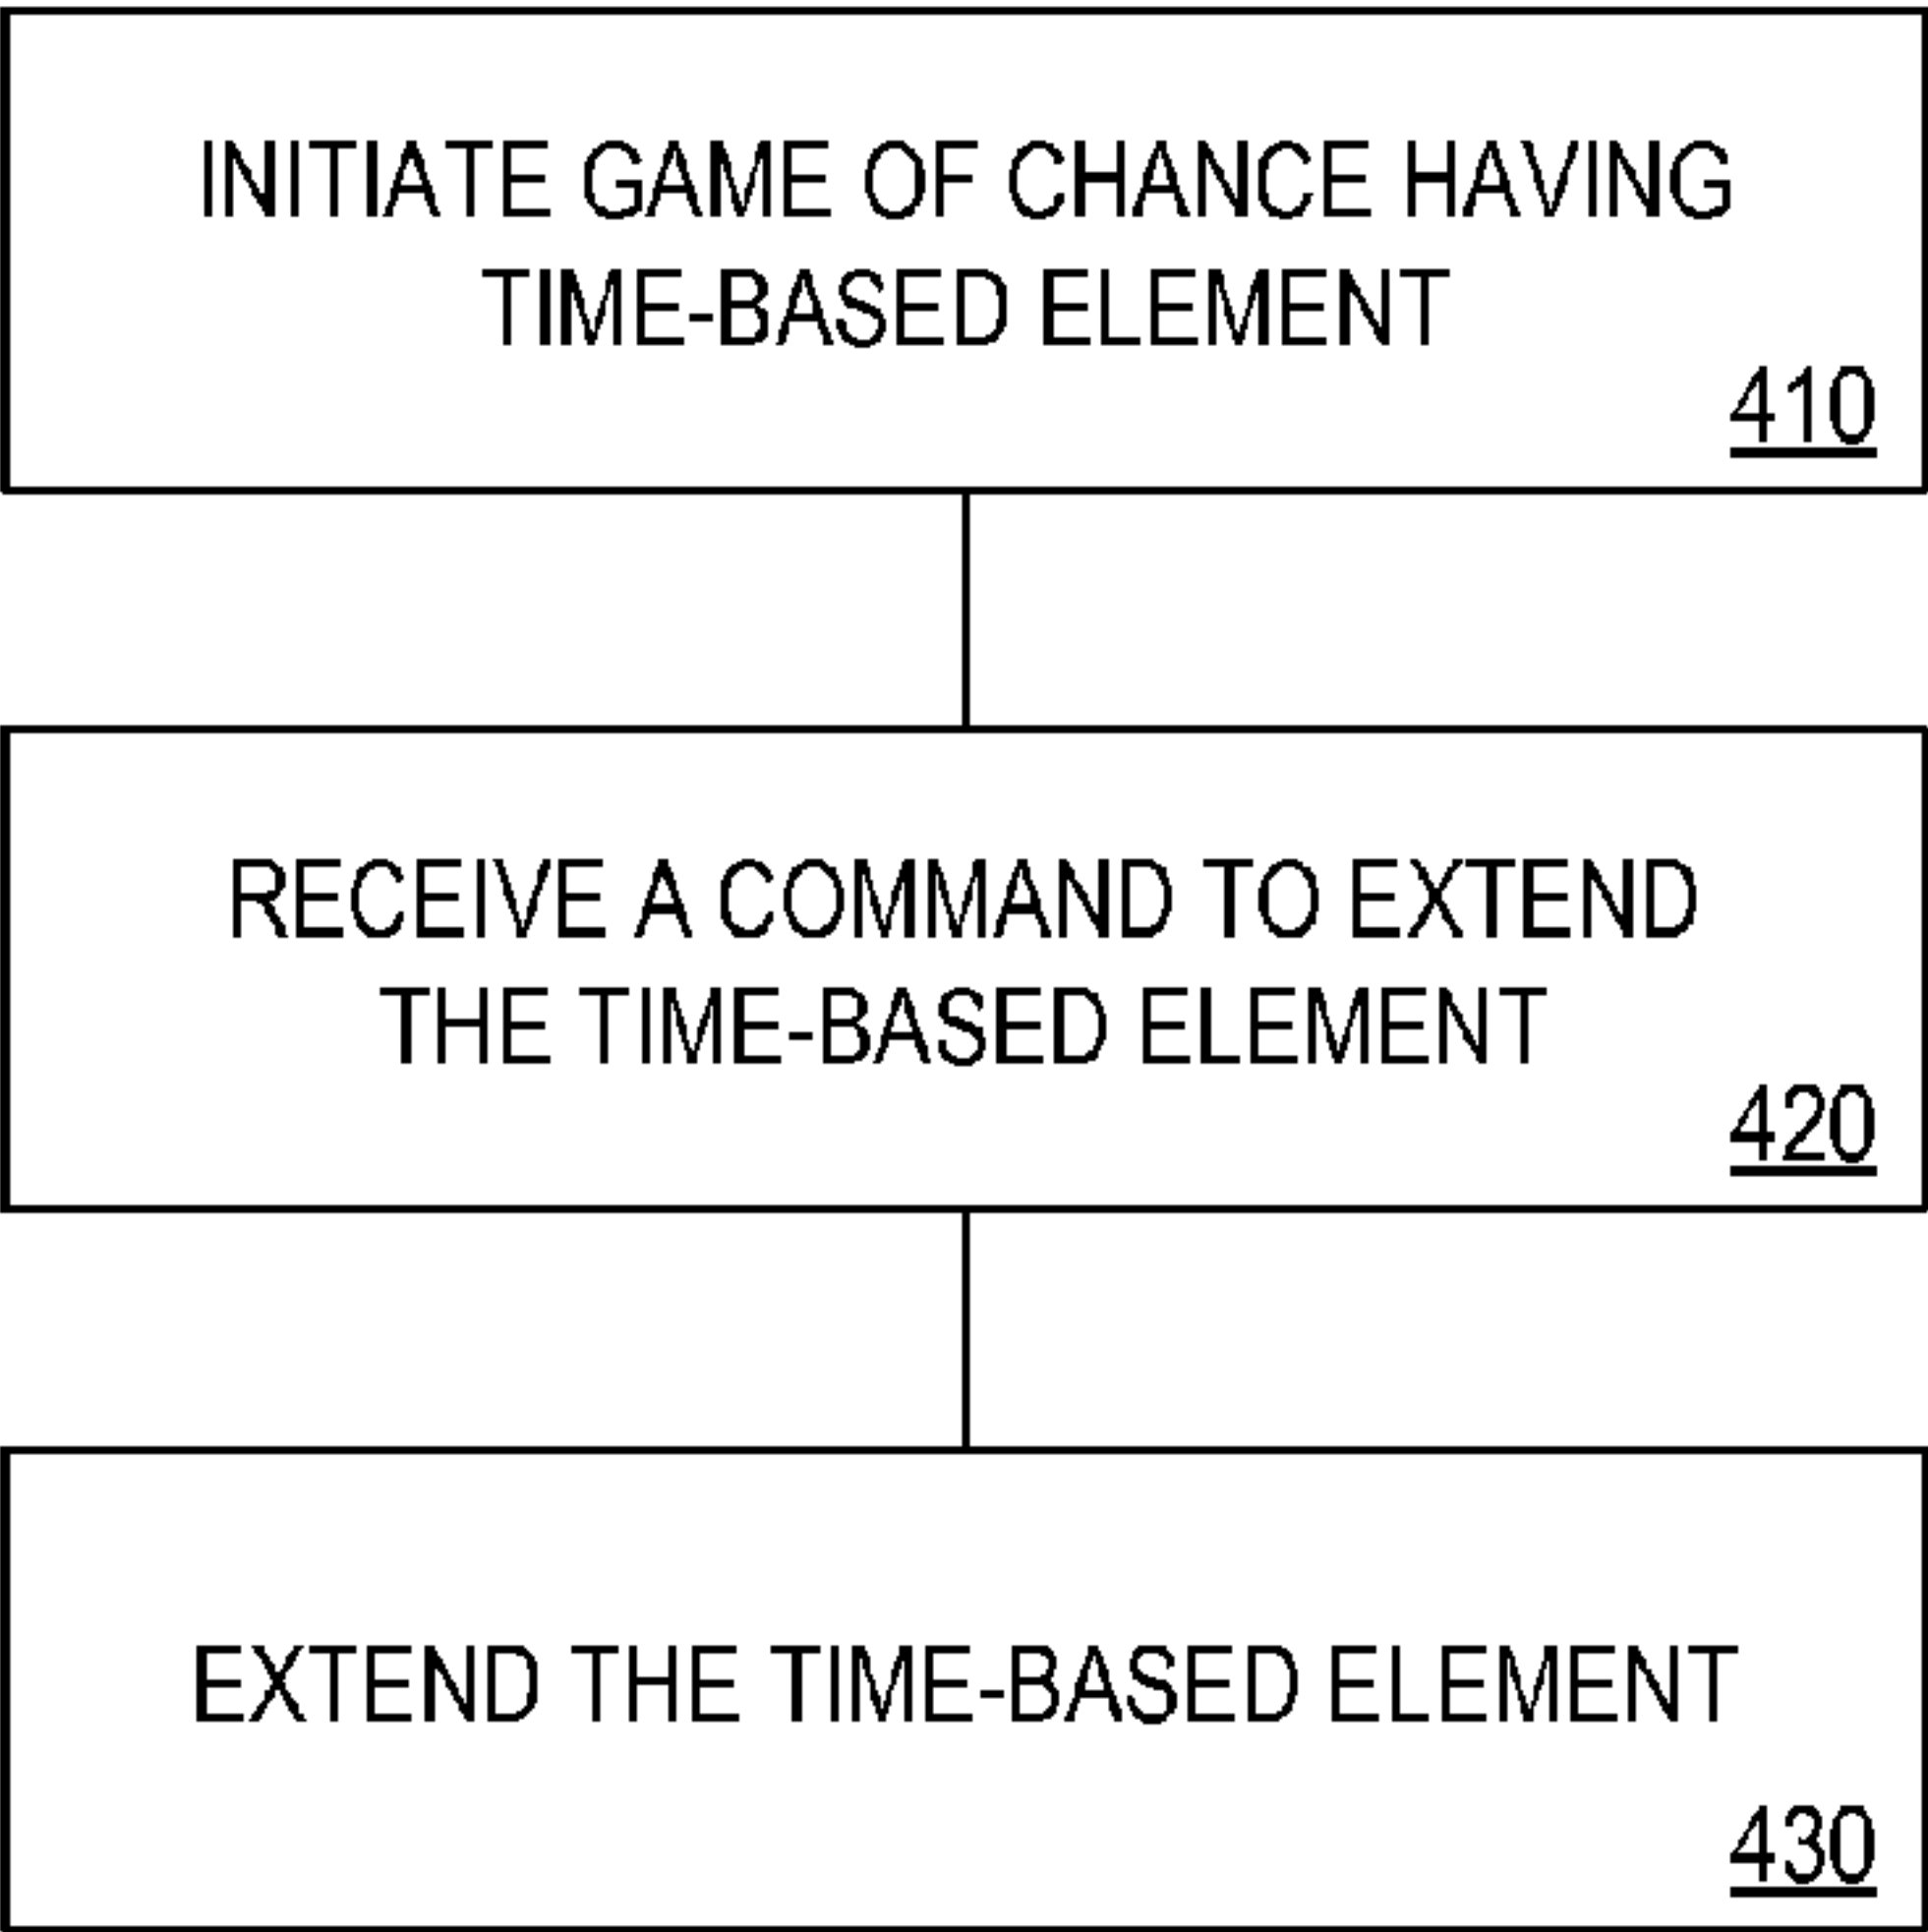 INITIATE GAME OF CHANCE HAVING
TIME-BASED ELEMENT
410
RECEIVE A COMMAND TO EXTEND
THE TIME-BASED ELEMENT
420
EXTEND THE TIME-BASED ELEMENT
430